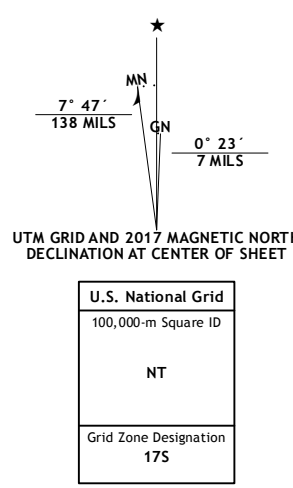 MN
7° 47´
138 MILS
GN
0° 23´
7 MILS
UTM GRID AND 2017 MAGNETIC NORT
DECLINATION AT CENTER OF SHEET
U.S. National Grid
100,000-m Square ID
NT
Grid Zone Designation
17S